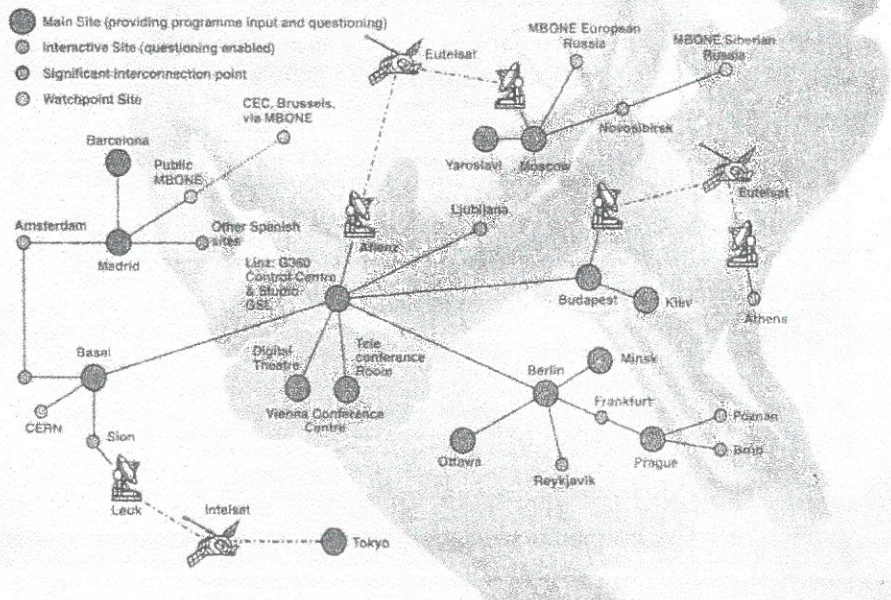 Main Site (providing programme input and questioning)
Interactive Site (questioning enabled)
Significant interconnection point
Watchpoint Site
Eutelsat
MBONE European
Russia
MBONE Siberian
Russia
CEC, Brussels,
via MBONE
Barcelona
Public
MBONE
Yaroslavl
Moscow
Novosibirsk
Eutelsat
Amsterdam
Other Spanish
sites
Madrid
Aflenz
Ljubljana
Linz: G360
Control Centre
& Studio
GSL
Budapest
Kiev
Athens
Basel
Digital
Theatre
Tele
conference
Room
Berlin
Minsk
Frankfurt
CERN
Vienna Conference
Centre
Poznan
Sion
Ottawa
Prague
Brno
Reykjavik
Leuk
Intelsat
Tokyo